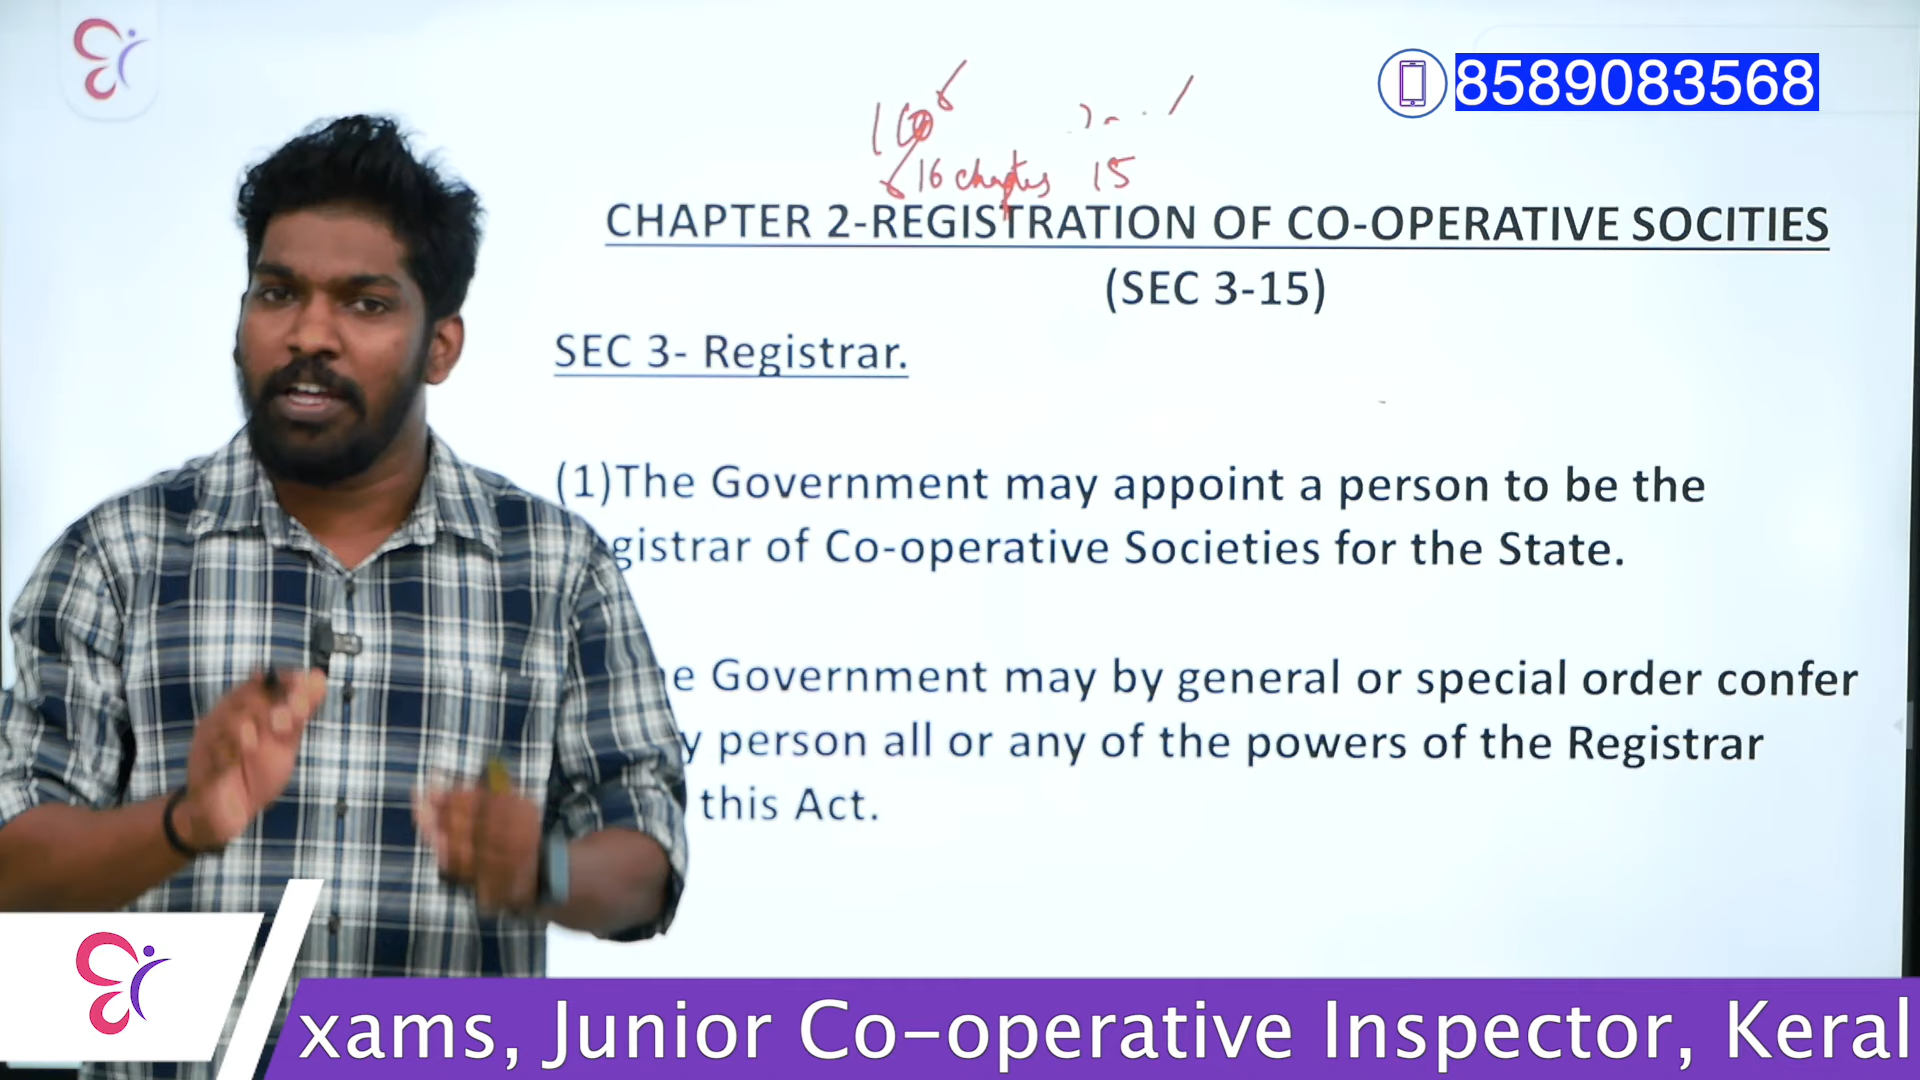 8589083568
16 chapters 15
CHAPTER 2-REGISTRATION OF CO-OPERATIVE SOCITIES
(SEC 3-15)
SEC 3- Registrar.
(1)The Government may appoint a person to be the
gistrar of Co-operative Societies for the State.
e Government may by general or special order confer
y person all or any of the powers of the Registrar
this Act.
xams, Junior Co-operative Inspector, Keral